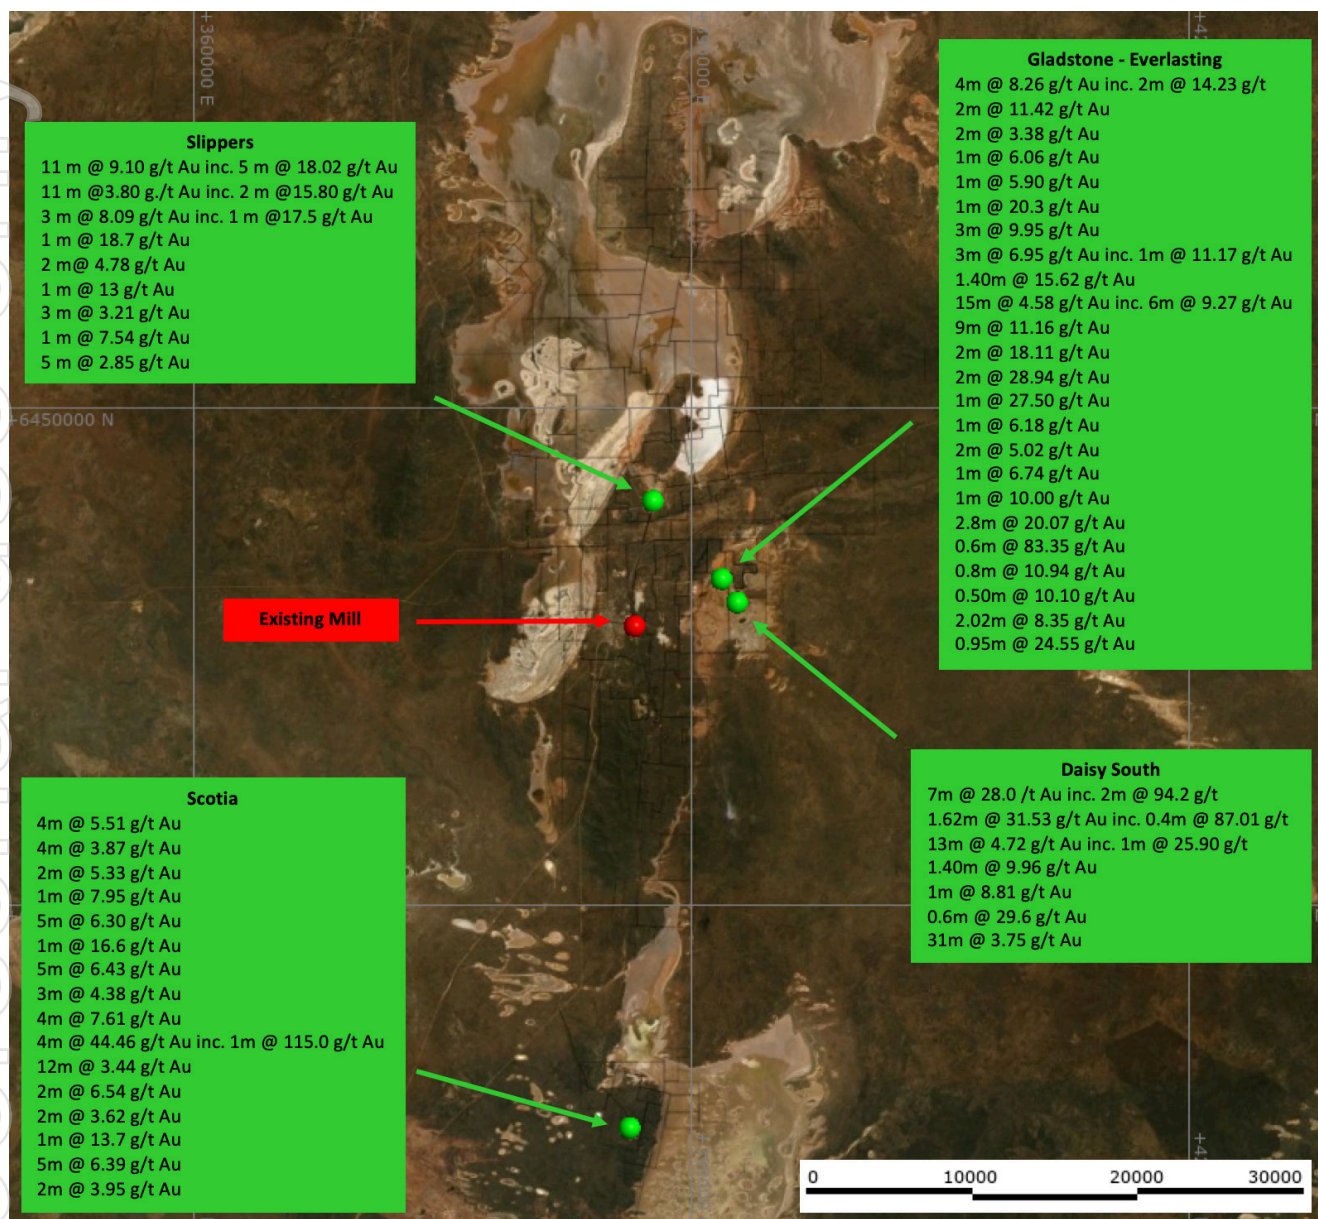 +360000 E
Slippers
11 m @ 9.10 g/t Au inc. 5 m @ 18.02 g/t Au
11 m @3.80 g./t Au inc. 2 m @15.80 g/t Au
3 m @ 8.09 g/t Au inc. 1 m @17.5 g/t Au
1 m @ 18.7 g/t Au
2 m@ 4.78 g/t Au
1 m @ 13 g/t Au
3 m @ 3.21 g/t Au
1 m @ 7.54 g/t Au
5 m @ 2.85 g/t Au
Gladstone - Everlasting
4m @ 8.26 g/t Au inc. 2m @ 14.23 g/t
2m @ 11.42 g/t Au
2m @ 3.38 g/t Au
1m @ 6.06 g/t Au
1m @ 5.90 g/t Au
1m @ 20.3 g/t Au
3m @ 9.95 g/t Au
3m @ 6.95 g/t Au inc. 1m @ 11.17 g/t Au
1.40m @ 15.62 g/t Au
15m @ 4.58 g/t Au inc. 6m @ 9.27 g/t Au
9m @ 11.16 g/t Au
2m @ 18.11 g/t Au
2m @ 28.94 g/t Au
1m @ 27.50 g/t Au
1m @ 6.18 g/t Au
2m @ 5.02 g/t Au
1m @ 6.74 g/t Au
1m @ 10.00 g/t Au
2.8m @ 20.07 g/t Au
0.6m @ 83.35 g/t Au
0.8m @ 10.94 g/t Au
0.50m @ 10.10 g/t Au
2.02m @ 8.35 g/t Au
0.95m @ 24.55 g/t Au
+6450000 N
Existing Mill
Daisy South
7m @ 28.0 /t Au inc. 2m @ 94.2 g/t
1.62m @ 31.53 g/t Au inc. 0.4m @ 87.01 g/t
13m @ 4.72 g/t Au inc. 1m @ 25.90 g/t
1.40m @ 9.96 g/t Au
1m @ 8.81 g/t Au
0.6m @ 29.6 g/t Au
31m @ 3.75 g/t Au
Scotia
4m @ 5.51 g/t Au
4m @ 3.87 g/t Au
2m @ 5.33 g/t Au
1m @ 7.95 g/t Au
5m @ 6.30 g/t Au
1m @ 16.6 g/t Au
5m @ 6.43 g/t Au
3m @ 4.38 g/t Au
4m @ 7.61 g/t Au
4m @ 44.46 g/t Au inc. 1m @ 115.0 g/t Au
12m @ 3.44 g/t Au
2m @ 6.54 g/t Au
2m @ 3.62 g/t Au
1m @ 13.7 g/t Au
5m @ 6.39 g/t Au
2m @ 3.95 g/t Au
0 10000 20000 30000